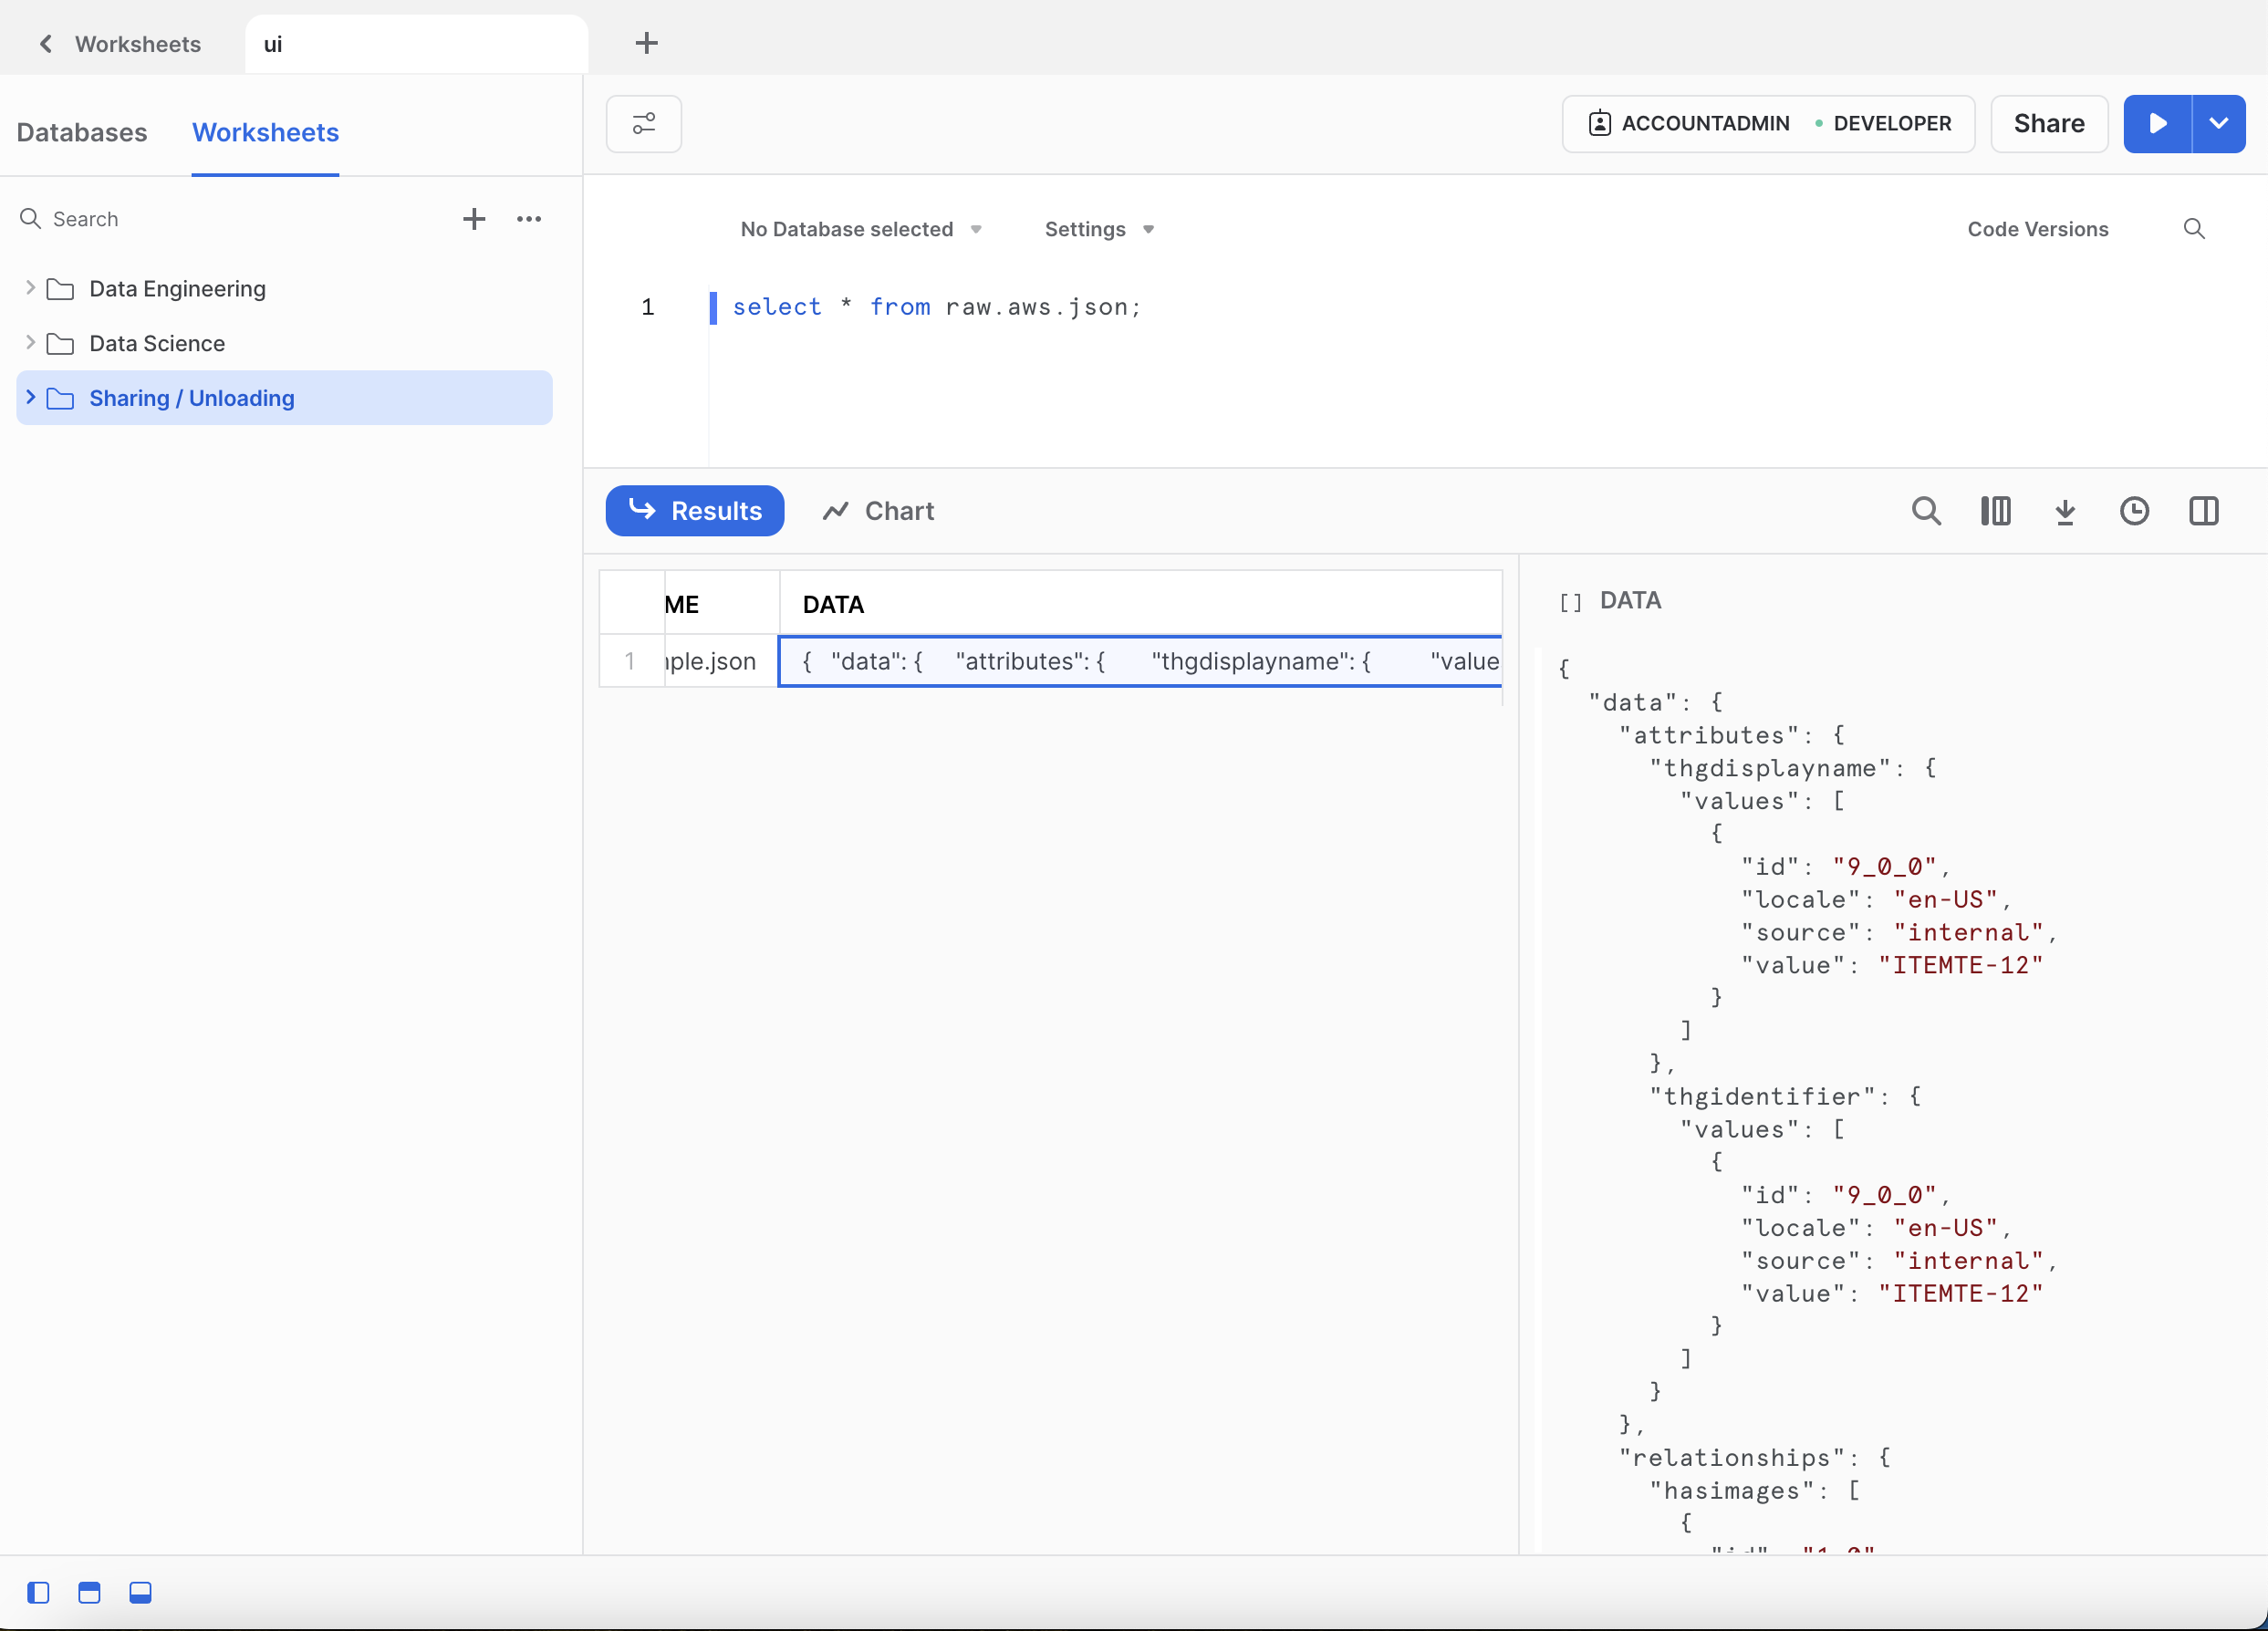 Worksheets
ui
Databases Worksheets
Search
Data Engineering
Data Science
Sharing / Unloading
ACCOUNTADMIN DEVELOPER Share
No Database selected Settings Code Versions
1 select * from raw.aws.json;
Results Chart
ME DATA
1 ple.json { "data": { "attributes": { "thgdisplayname": { "value
[] DATA
{
"data": {
"attributes": {
"thgdisplayname": {
"values": [
{
"id": "9_0_0",
"locale": "en-US",
"source": "internal",
"value": "ITEMTE-12"
}
]
},
"thgidentifier": {
"values": [
{
"id": "9_0_0",
"locale": "en-US",
"source": "internal",
"value": "ITEMTE-12"
}
]
}
},
"relationships": {
"hasimages": [
{